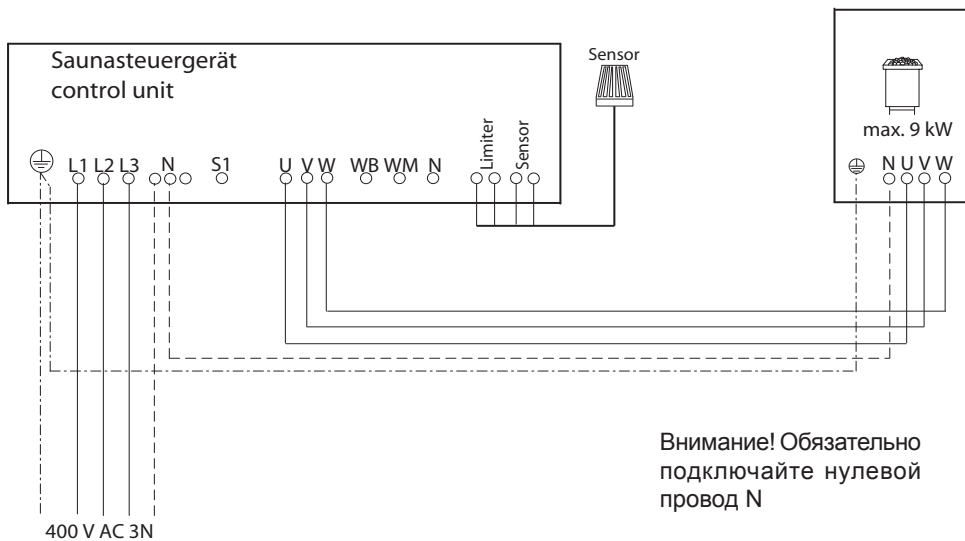 Saunasteuergerät
control unit
Sensor
max. 9 kW
L1 L2 L3 N S1 U V W WB WM N Limiter Sensor
N U V W
Внимание! Обязательно
подключайте нулевой
провод N
400 V AC 3N